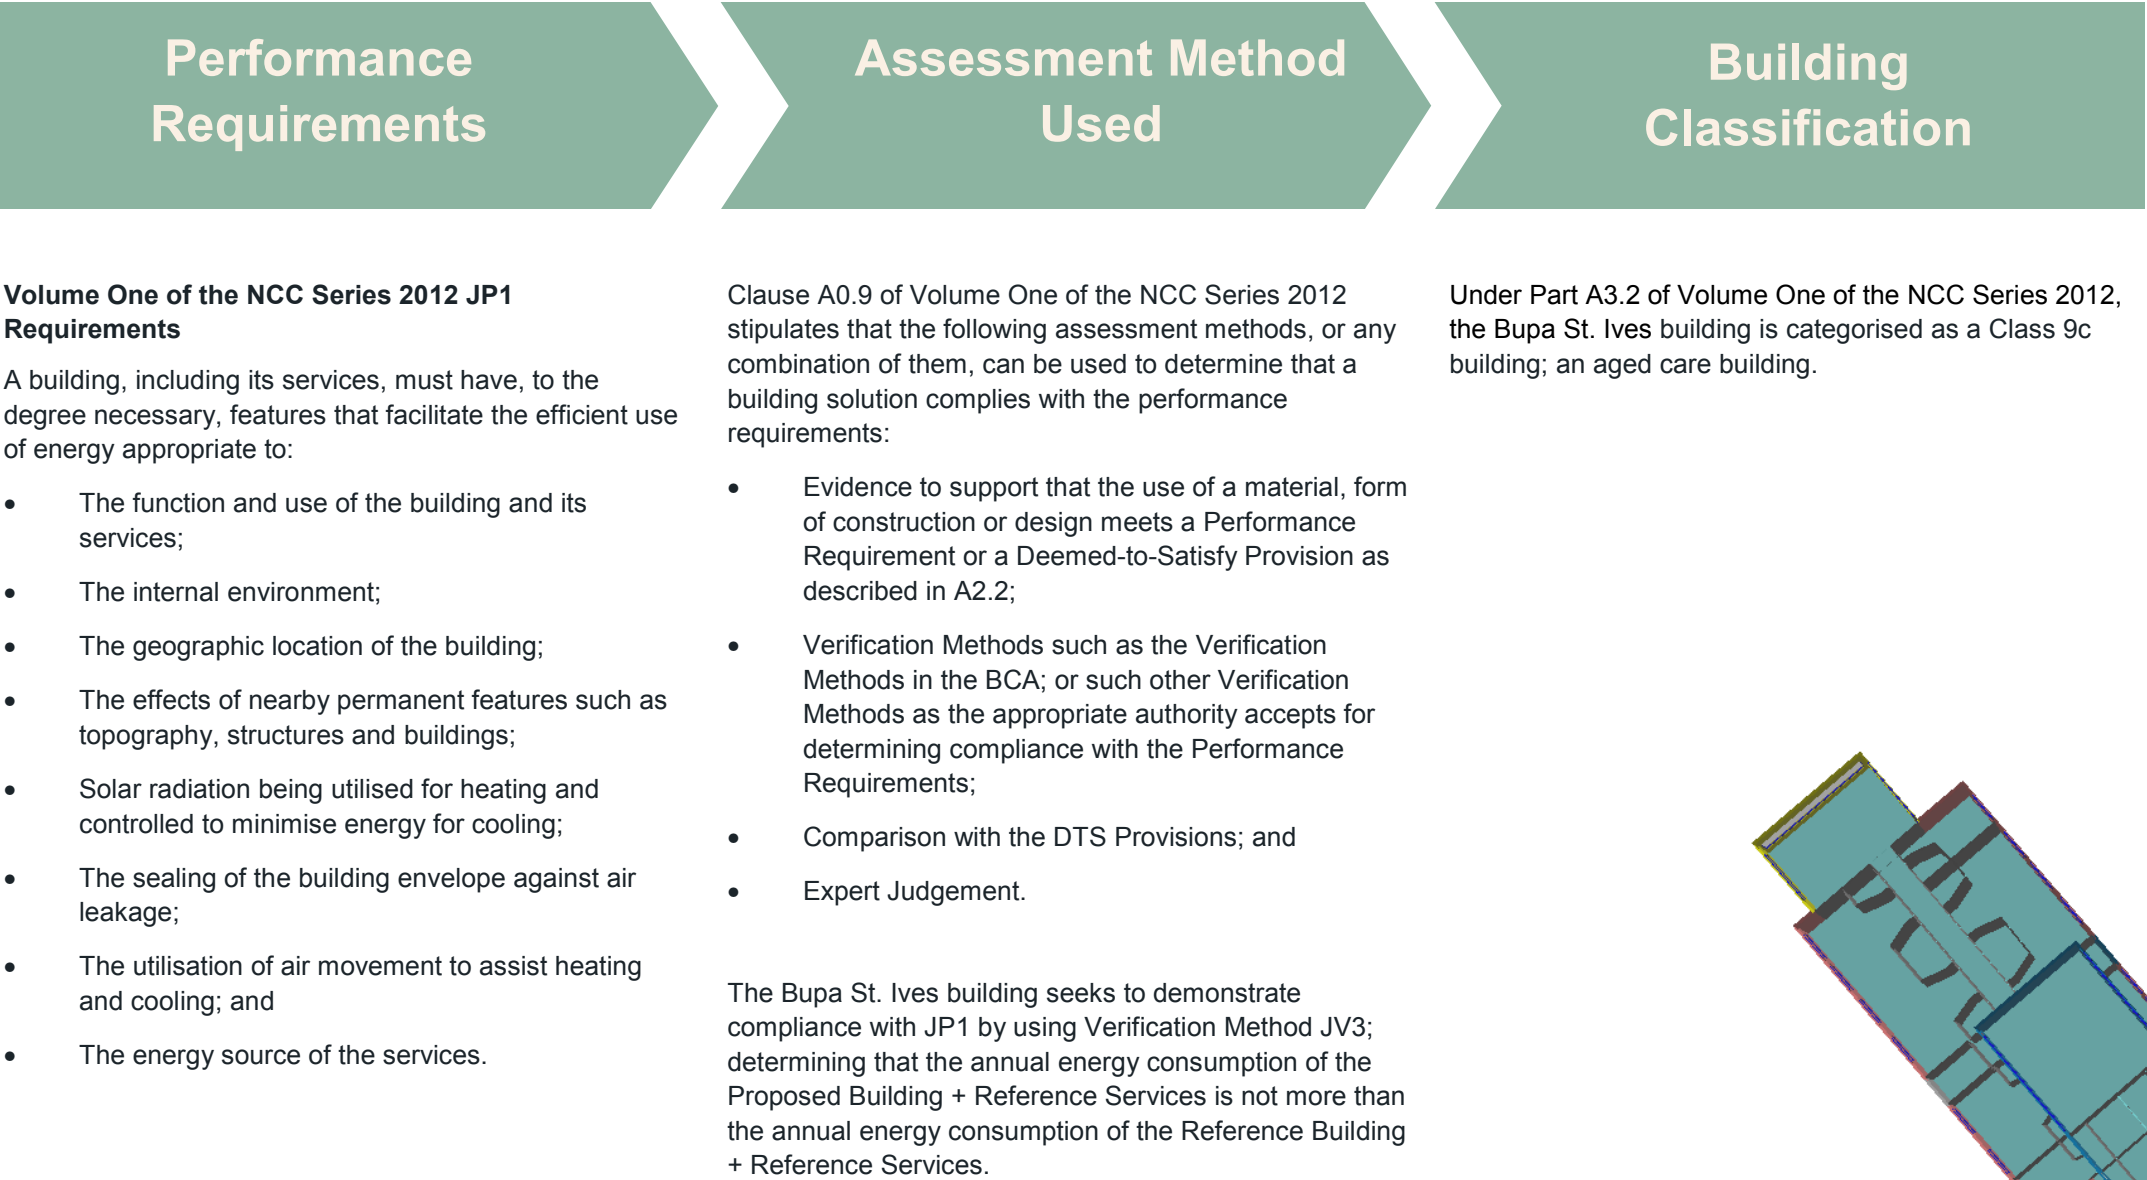 Performance
Requirements
Assessment Method
Used
Building
Classification
Volume One of the NCC Series 2012 JP1
Requirements
A building, including its services, must have, to the
degree necessary, features that facilitate the efficient use
of energy appropriate to:
• The function and use of the building and its
services;
• The internal environment;
• The geographic location of the building;
• The effects of nearby permanent features such as
topography, structures and buildings;
• Solar radiation being utilised for heating and
controlled to minimise energy for cooling;
• The sealing of the building envelope against air
leakage;
• The utilisation of air movement to assist heating
and cooling; and
• The energy source of the services.
Clause A0.9 of Volume One of the NCC Series 2012
stipulates that the following assessment methods, or any
combination of them, can be used to determine that a
building solution complies with the performance
requirements:
• Evidence to support that the use of a material, form
of construction or design meets a Performance
Requirement or a Deemed-to-Satisfy Provision as
described in A2.2;
• Verification Methods such as the Verification
Methods in the BCA; or such other Verification
Methods as the appropriate authority accepts for
determining compliance with the Performance
Requirements;
• Comparison with the DTS Provisions; and
• Expert Judgement.
The Bupa St. Ives building seeks to demonstrate
compliance with JP1 by using Verification Method JV3;
determining that the annual energy consumption of the
Proposed Building + Reference Services is not more than
the annual energy consumption of the Reference Building
+ Reference Services.
Under Part A3.2 of Volume One of the NCC Series 2012,
the Bupa St. Ives building is categorised as a Class 9c
building; an aged care building.